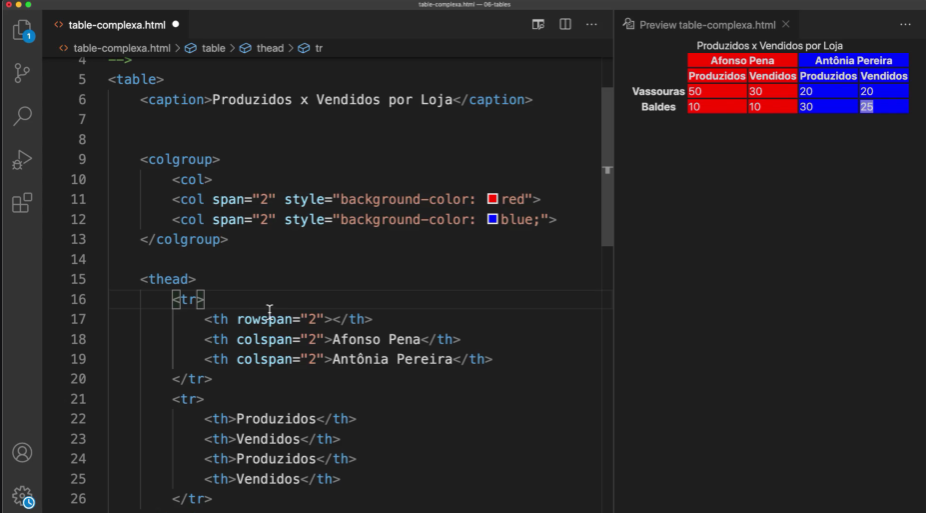 table-complexa.html — 06-tables
table-complexa.html
Preview table-complexa.html
1
table-complexa.html > table > thead > tr
4 -->
5 <table>
6 <caption>Produzidos x Vendidos por Loja</caption>
7
8
9 <colgroup>
10 <col>
11 <col span="2" style="background-color: red">
12 <col span="2" style="background-color: blue;">
13 </colgroup>
14
15 <thead>
16 <tr>
17 <th rowspan="2"></th>
18 <th colspan="2">Afonso Pena</th>
19 <th colspan="2">Antônia Pereira</th>
20 </tr>
21 <tr>
22 <th>Produzidos</th>
23 <th>Vendidos</th>
24 <th>Produzidos</th>
25 <th>Vendidos</th>
26 </tr>
Produzidos x Vendidos por Loja
Afonso Pena Antônia Pereira
Produzidos Vendidos Produzidos Vendidos
Vassouras 50 30 20 20
Baldes 10 10 30 25